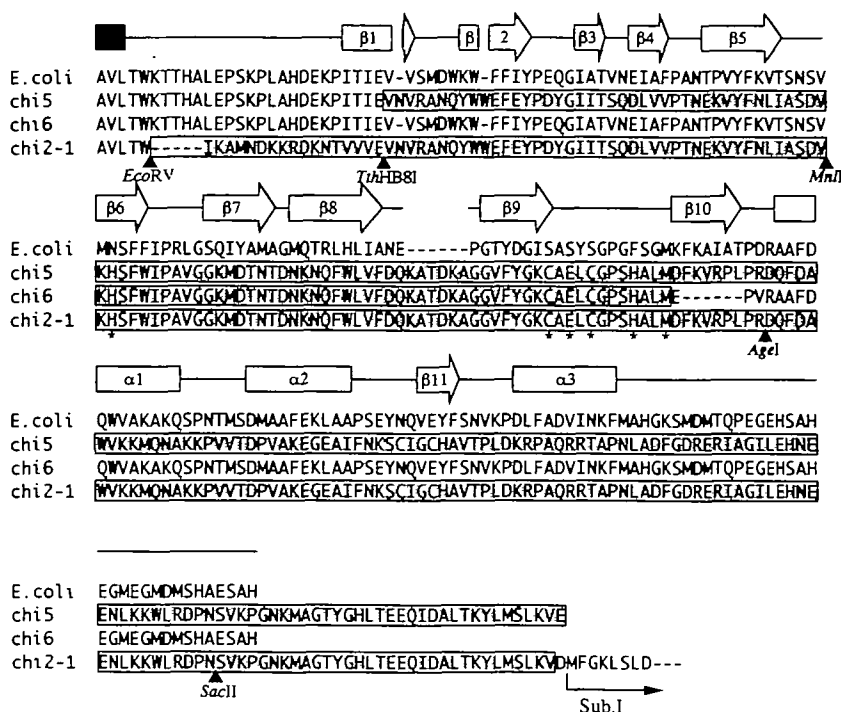 β1 β 2 β3 β4 β5
E.coli AVLTWKTTHALEPSKPLAHDEKPITIEV-VSMDWKW-FFIYPEQGIATVNEIAFPANTPVYFKVTSNSV
chi5 AVLTWKTTHALEPSKPLAHDEKPITIEVNVRANQYWWEFEYPDYGIITSQDLVVPTNEKVYFNLIASDV
chi6 AVLTWKTTHALEPSKPLAHDEKPITIEV-VSMDWKW-FFIYPEQGIATVNEIAFPANTPVYFKVTSNSV
chi2-1 AVLTW-----IKAMNDKKRDKNTVVVEVNVRANQYWWEFEYPDYGIITSQDLVVPTNEKVYFNLIASDV
EcoRV TthHB8I MnlI
β6 β7 β8 β9 β10
E.coli MNSFFIPRLGSQIYAMAGMQTRLHLIANE------PGTYDGISASYSGPGFSGMKFKAIATPDRAAFD
chi5 KHSFWIPAVGGKMDTNTDNKNQFWLVFDQKATDKAGGVFYGKCAELCGPSHALMDFKVRPLPRDQFDA
chi6 KHSFWIPAVGGKMDTNTDNKNQFWLVFDQKATDKAGGVFYGKCAELCGPSHALME------PVRAAFD
chi2-1 KHSFWIPAVGGKMDTNTDNKNQFWLVFDQKATDKAGGVFYGKCAELCGPSHALMDFKVRPLPRDQFDA
* * * * * *
AgeI
α1 α2 β11 α3
E.coli QWVAKAKQSPNTMSDMAAFEKLAAPSEYNQVEYFSNVKPDLFADVINKFMAHGKSMDMTQPEGEHSAH
chi5 WVKKMQNAKKPVVTDPVAKEGEAIFNKSCIGCHAVTPLDKRPAQRRTAPNLADFGDRERIAGILEHNE
chi6 QWVAKAKQSPNTMSDMAAFEKLAAPSEYNQVEYFSNVKPDLFADVINKFMAHGKSMDMTQPEGEHSAH
chi2-1 WVKKMQNAKKPVVTDPVAKEGEAIFNKSCIGCHAVTPLDKRPAQRRTAPNLADFGDRERIAGILEHNE
E.coli EGMEGMDMSHAESAH
chi5 ENLKKWLRDPNSVKPGNKMAGTYGHLTEEQIDALTKYLMSLKVE
chi6 EGMEGMDMSHAESAH
chi2-1 ENLKKWLRDPNSVKPGNKMAGTYGHLTEEQIDALTKYLMSLKVDMFGKLSLD---
SacII
Sub.I